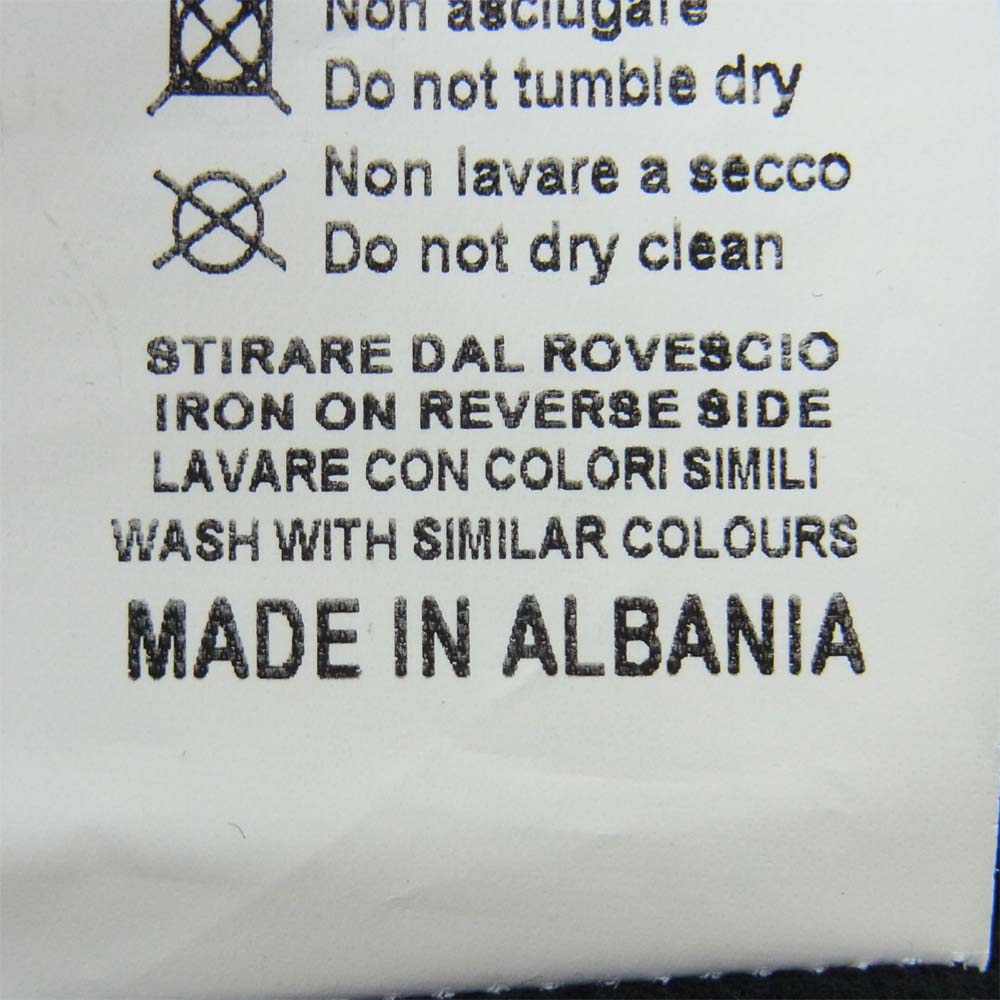 Non asciugare
Do not tumble dry
Non lavare a secco
Do not dry clean
STIRARE DAL ROVESCIO
IRON ON REVERSE SIDE
LAVARE CON COLORI SIMILI
WASH WITH SIMILAR COLOURS
MADE IN ALBANIA